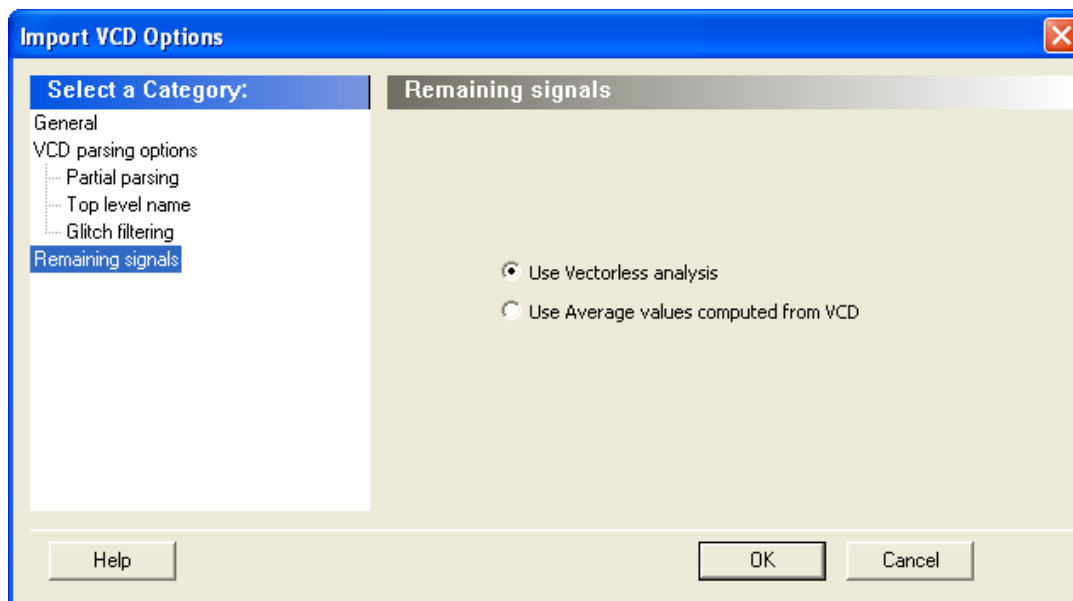 Import VCD Options
Select a Category:
General
VCD parsing options
Partial parsing
Top level name
Glitch filtering
Remaining signals
Remaining signals
Use Vectorless analysis
Use Average values computed from VCD
Help
OK
Cancel